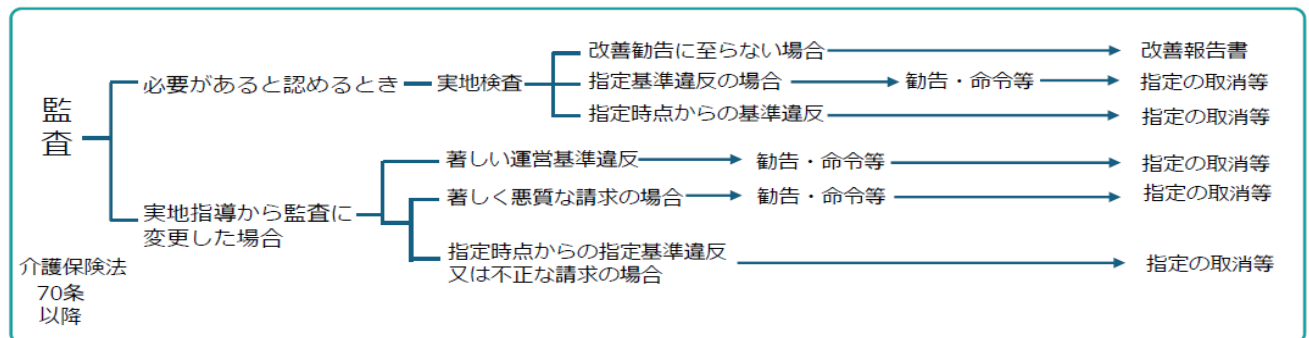 監査
必要があると認めるとき
実地検査
改善勧告に至らない場合
改善報告書
指定基準違反の場合
勧告・命令等
指定の取消等
指定時点からの基準違反
指定の取消等
実地指導から監査に
変更した場合
著しい運営基準違反
勧告・命令等
指定の取消等
著しく悪質な請求の場合
勧告・命令等
指定の取消等
指定時点からの指定基準違反
又は不正な請求の場合
指定の取消等
介護保険法
70条
以降